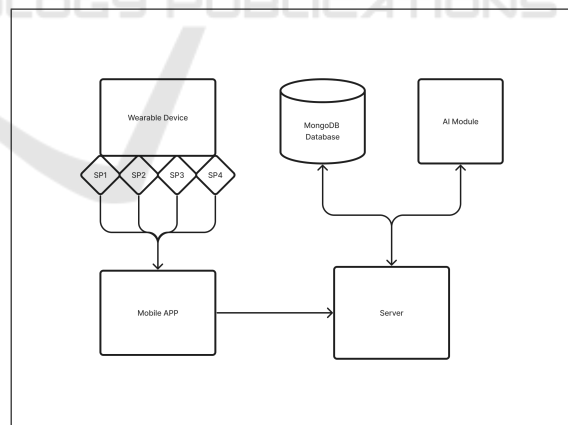 Wearable Device
MongoDB
Database
AI Module
SP1
SP2
SP3
SP4
Mobile APP
Server